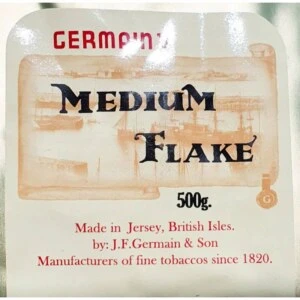 GERMAIN's
MEDIUM
FLAKE
500g.
G
Made in Jersey, British Isles.
by: J.F.Germain & Son
Manufacturers of fine tobaccos since 1820.